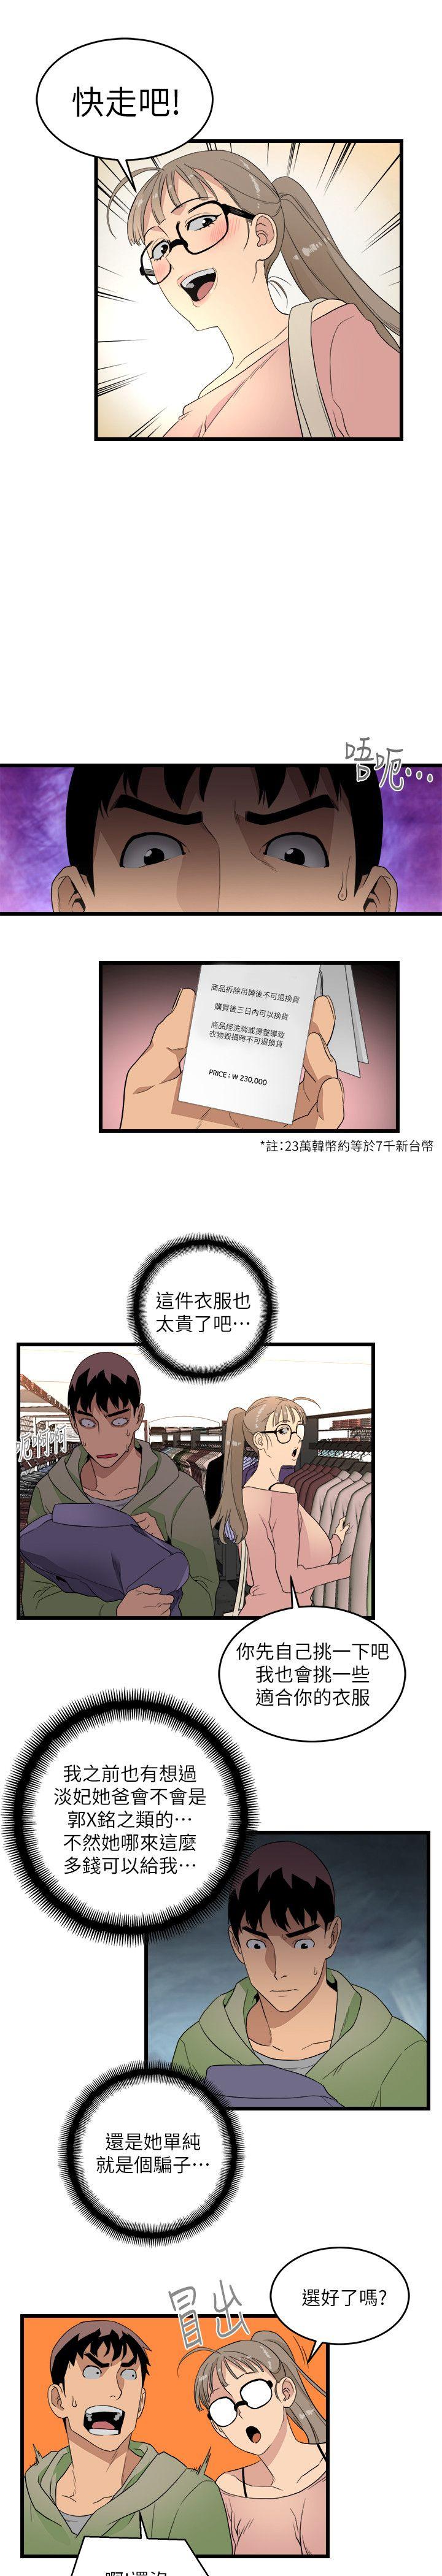 快走吧!
唔呃…
商品拆除吊牌後不可退換貨
購買後三日內可以換貨
商品經洗滌或燙整導致
衣物毀損時不可退換貨
PRICE : ₩ 230,000
*註:23萬韓幣約等於7千新台幣
這件衣服也
太貴了吧…
呃啊啊
你先自己挑一下吧
我也會挑一些
適合你的衣服
我之前也有想過
淡妃她爸會不會是
郭X銘之類的…
不然她哪來這麼
多錢可以給我…
還是她單純
就是個騙子…
冒出
選好了嗎?
啊!還沒